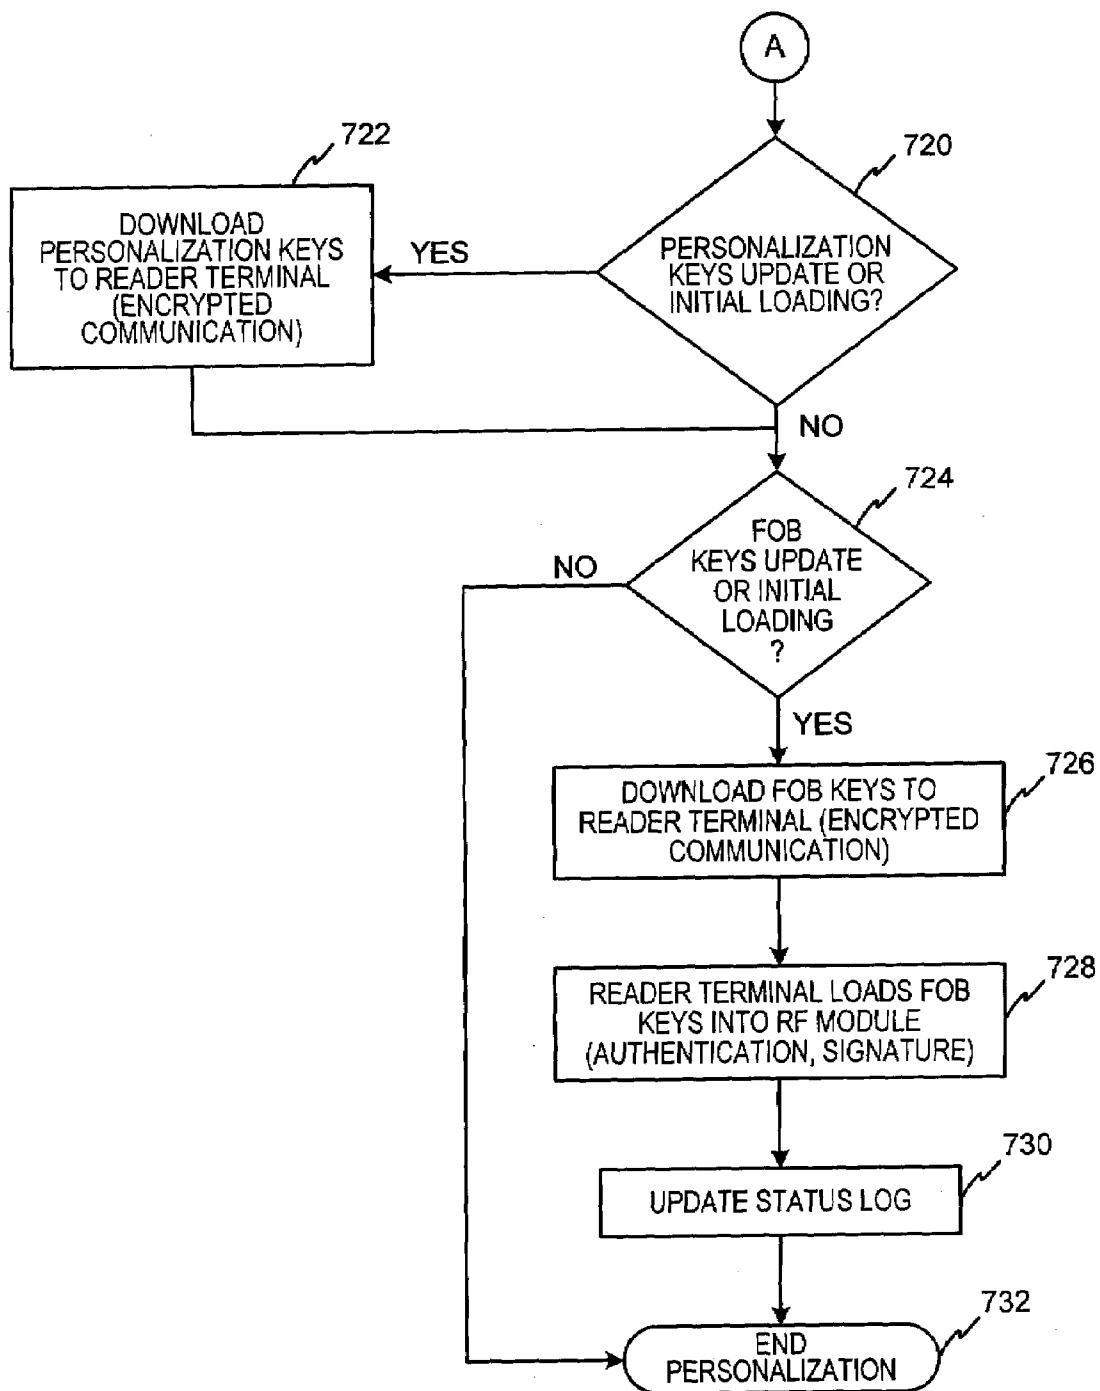 A
722
720
DOWNLOAD
PERSONALIZATION KEYS
TO READER TERMINAL
(ENCRYPTED
COMMUNICATION)
YES
PERSONALIZATION
KEYS UPDATE OR
INITIAL LOADING?
NO
724
FOB
KEYS UPDATE
OR INITIAL
LOADING
?
NO
YES
726
DOWNLOAD FOB KEYS TO
READER TERMINAL (ENCRYPTED
COMMUNICATION)
728
READER TERMINAL LOADS FOB
KEYS INTO RF MODULE
(AUTHENTICATION, SIGNATURE)
730
UPDATE STATUS LOG
732
END
PERSONALIZATION